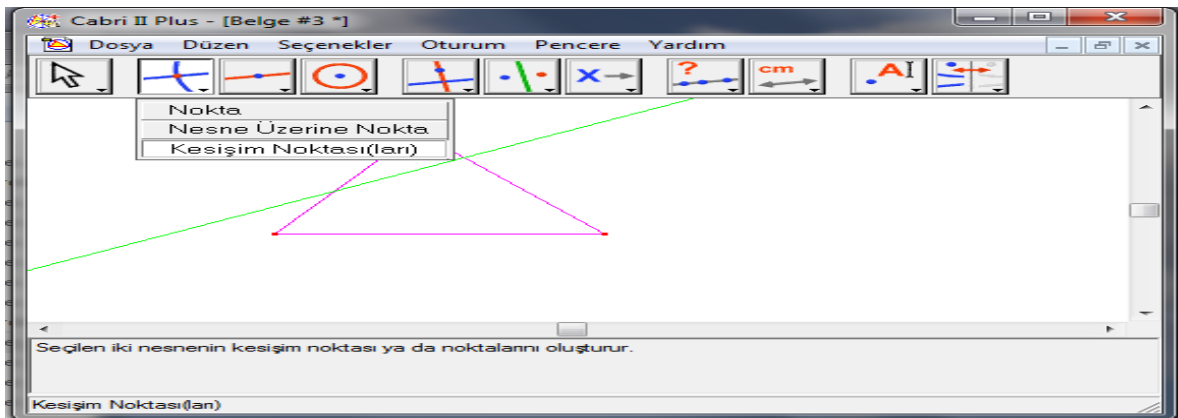 Cabri II Plus - [Belge #3 *]
Dosya Düzen Seçenekler Oturum Pencere Yardım
? cm AI
Nokta
Nesne Üzerine Nokta
Kesişim Noktası(ları)
Seçilen iki nesnenin kesişim noktası ya da noktalarını oluşturur.
Kesişim Noktası(ları)